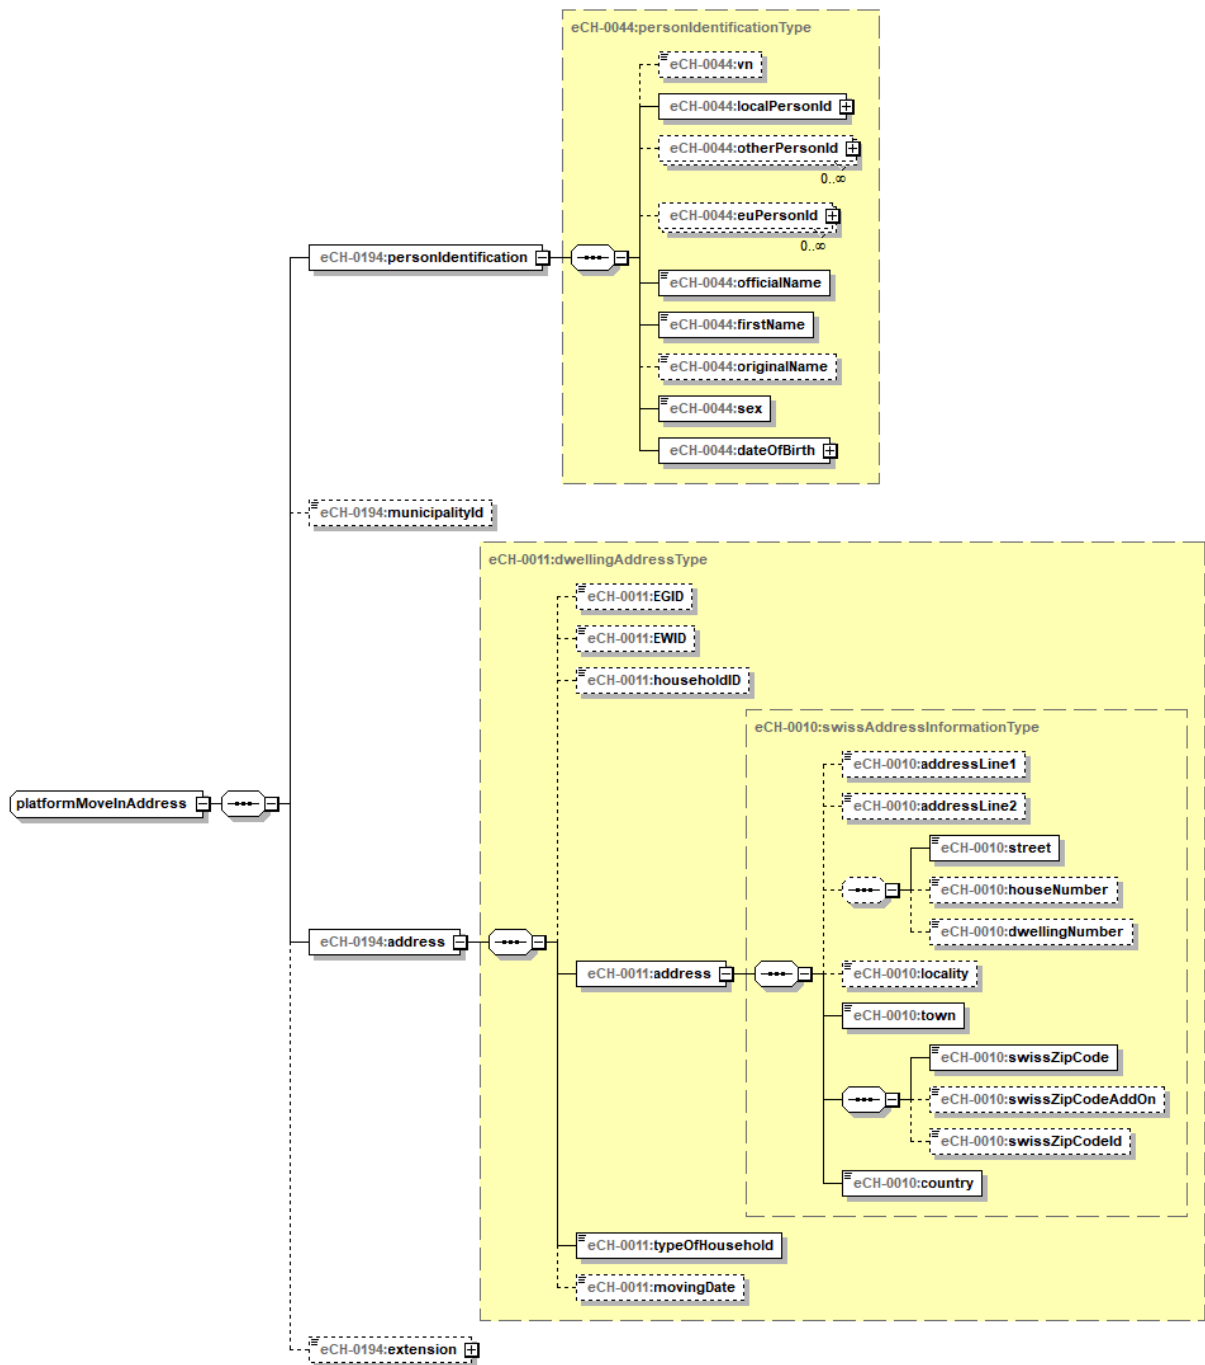 eCH-0044:personIdentificationType
eCH-0044:vn
eCH-0044:localPersonId
eCH-0044:otherPersonId
0..∞
eCH-0044:euPersonId
0..∞
eCH-0194:personIdentification
eCH-0044:officialName
eCH-0044:firstName
eCH-0044:originalName
eCH-0044:sex
eCH-0044:dateOfBirth
eCH-0194:municipalityId
eCH-0011:dwellingAddressType
eCH-0011:EGID
eCH-0011:EWID
eCH-0011:householdID
eCH-0010:swissAddressInformationType
eCH-0010:addressLine1
platformMoveInAddress
eCH-0010:addressLine2
eCH-0010:street
eCH-0010:houseNumber
eCH-0010:dwellingNumber
eCH-0194:address
eCH-0011:address
eCH-0010:locality
eCH-0010:town
eCH-0010:swissZipCode
eCH-0010:swissZipCodeAddOn
eCH-0010:swissZipCodeId
eCH-0010:country
eCH-0011:typeOfHousehold
eCH-0011:movingDate
eCH-0194:extension